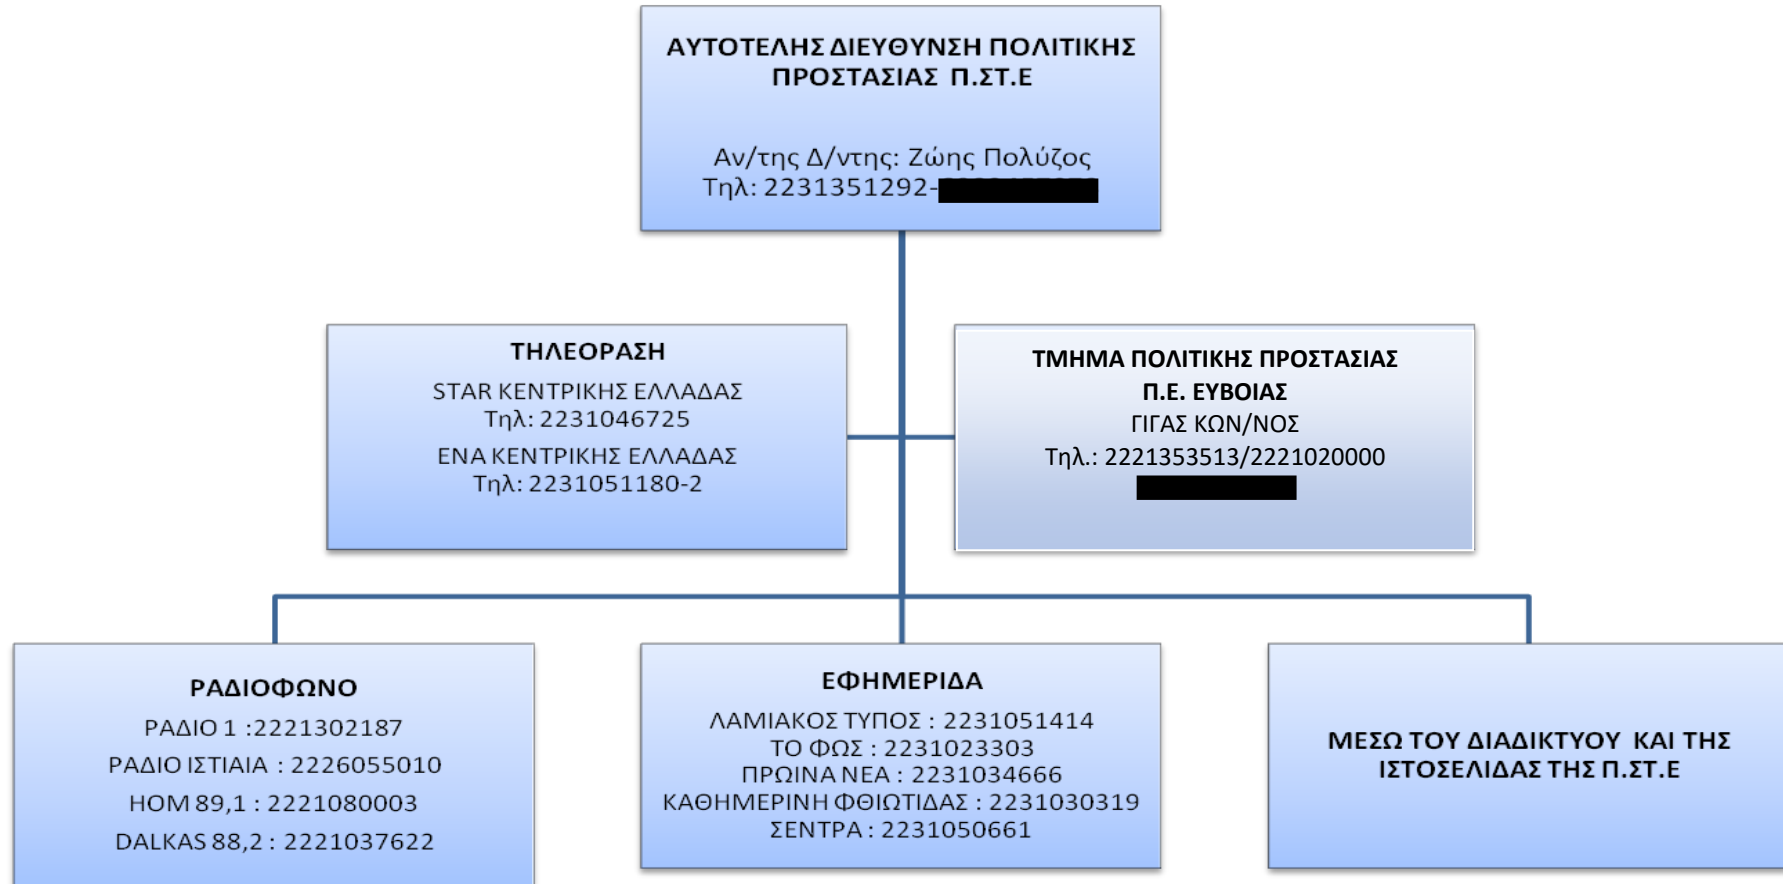 ΑΥΤΟΤΕΛΗΣ ΔΙΕΥΘΥΝΣΗ ΠΟΛΙΤΙΚΗΣ
ΠΡΟΣΤΑΣΙΑΣ Π.ΣΤ.Ε
Αν/της Δ/ντης: Ζώης Πολύζος
Τηλ: 2231351292-
ΤΗΛΕΟΡΑΣΗ
STAR ΚΕΝΤΡΙΚΗΣ ΕΛΛΑΔΑΣ
Τηλ: 2231046725
ΕΝΑ ΚΕΝΤΡΙΚΗΣ ΕΛΛΑΔΑΣ
Τηλ: 2231051180-2
ΤΜΗΜΑ ΠΟΛΙΤΙΚΗΣ ΠΡΟΣΤΑΣΙΑΣ
Π.Ε. ΕΥΒΟΙΑΣ
ΓΙΓΑΣ ΚΩΝ/ΝΟΣ
Τηλ.: 2221353513/2221020000
ΡΑΔΙΟΦΩΝΟ
ΡΑΔΙΟ 1 :2221302187
ΡΑΔΙΟ ΙΣΤΙΑΙΑ : 2226055010
ΗΟΜ 89,1 : 2221080003
DALKAS 88,2 : 2221037622
ΕΦΗΜΕΡΙΔΑ
ΛΑΜΙΑΚΟΣ ΤΥΠΟΣ : 2231051414
ΤΟ ΦΩΣ : 2231023303
ΠΡΩΙΝΑ ΝΕΑ : 2231034666
ΚΑΘΗΜΕΡΙΝΗ ΦΘΙΩΤΙΔΑΣ : 2231030319
ΣΕΝΤΡΑ : 2231050661
ΜΕΣΩ ΤΟΥ ΔΙΑΔΙΚΤΥΟΥ ΚΑΙ ΤΗΣ
ΙΣΤΟΣΕΛΙΔΑΣ ΤΗΣ Π.ΣΤ.Ε